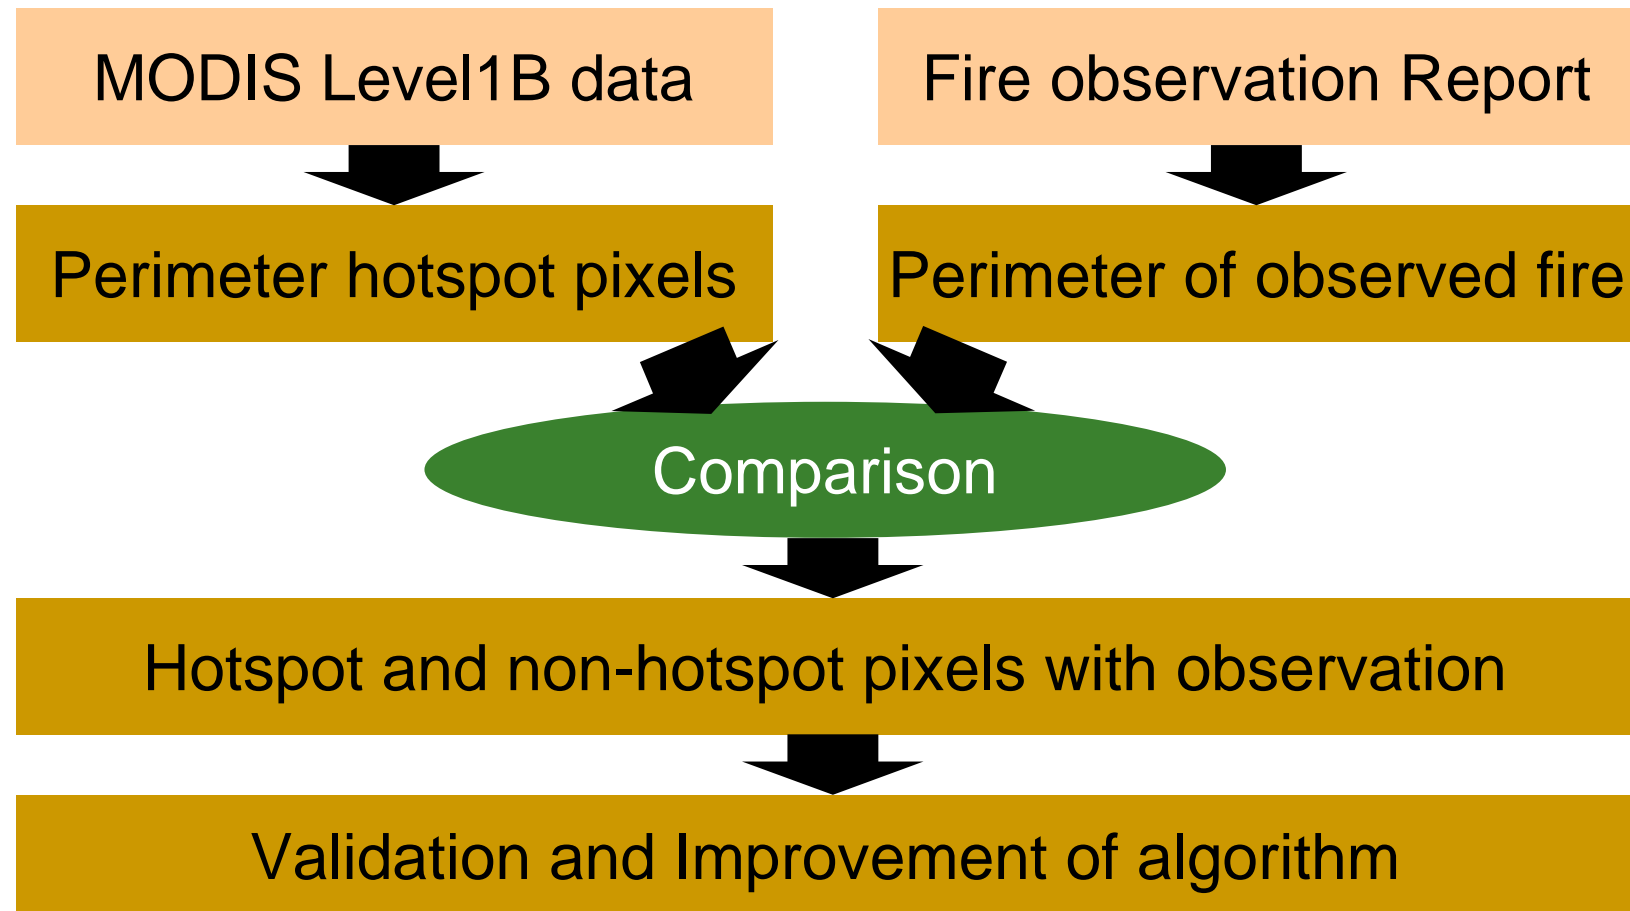 MODIS Level1B data
Fire observation Report
Perimeter hotspot pixels
Perimeter of observed fire
Comparison
Hotspot and non-hotspot pixels with observation
Validation and Improvement of algorithm